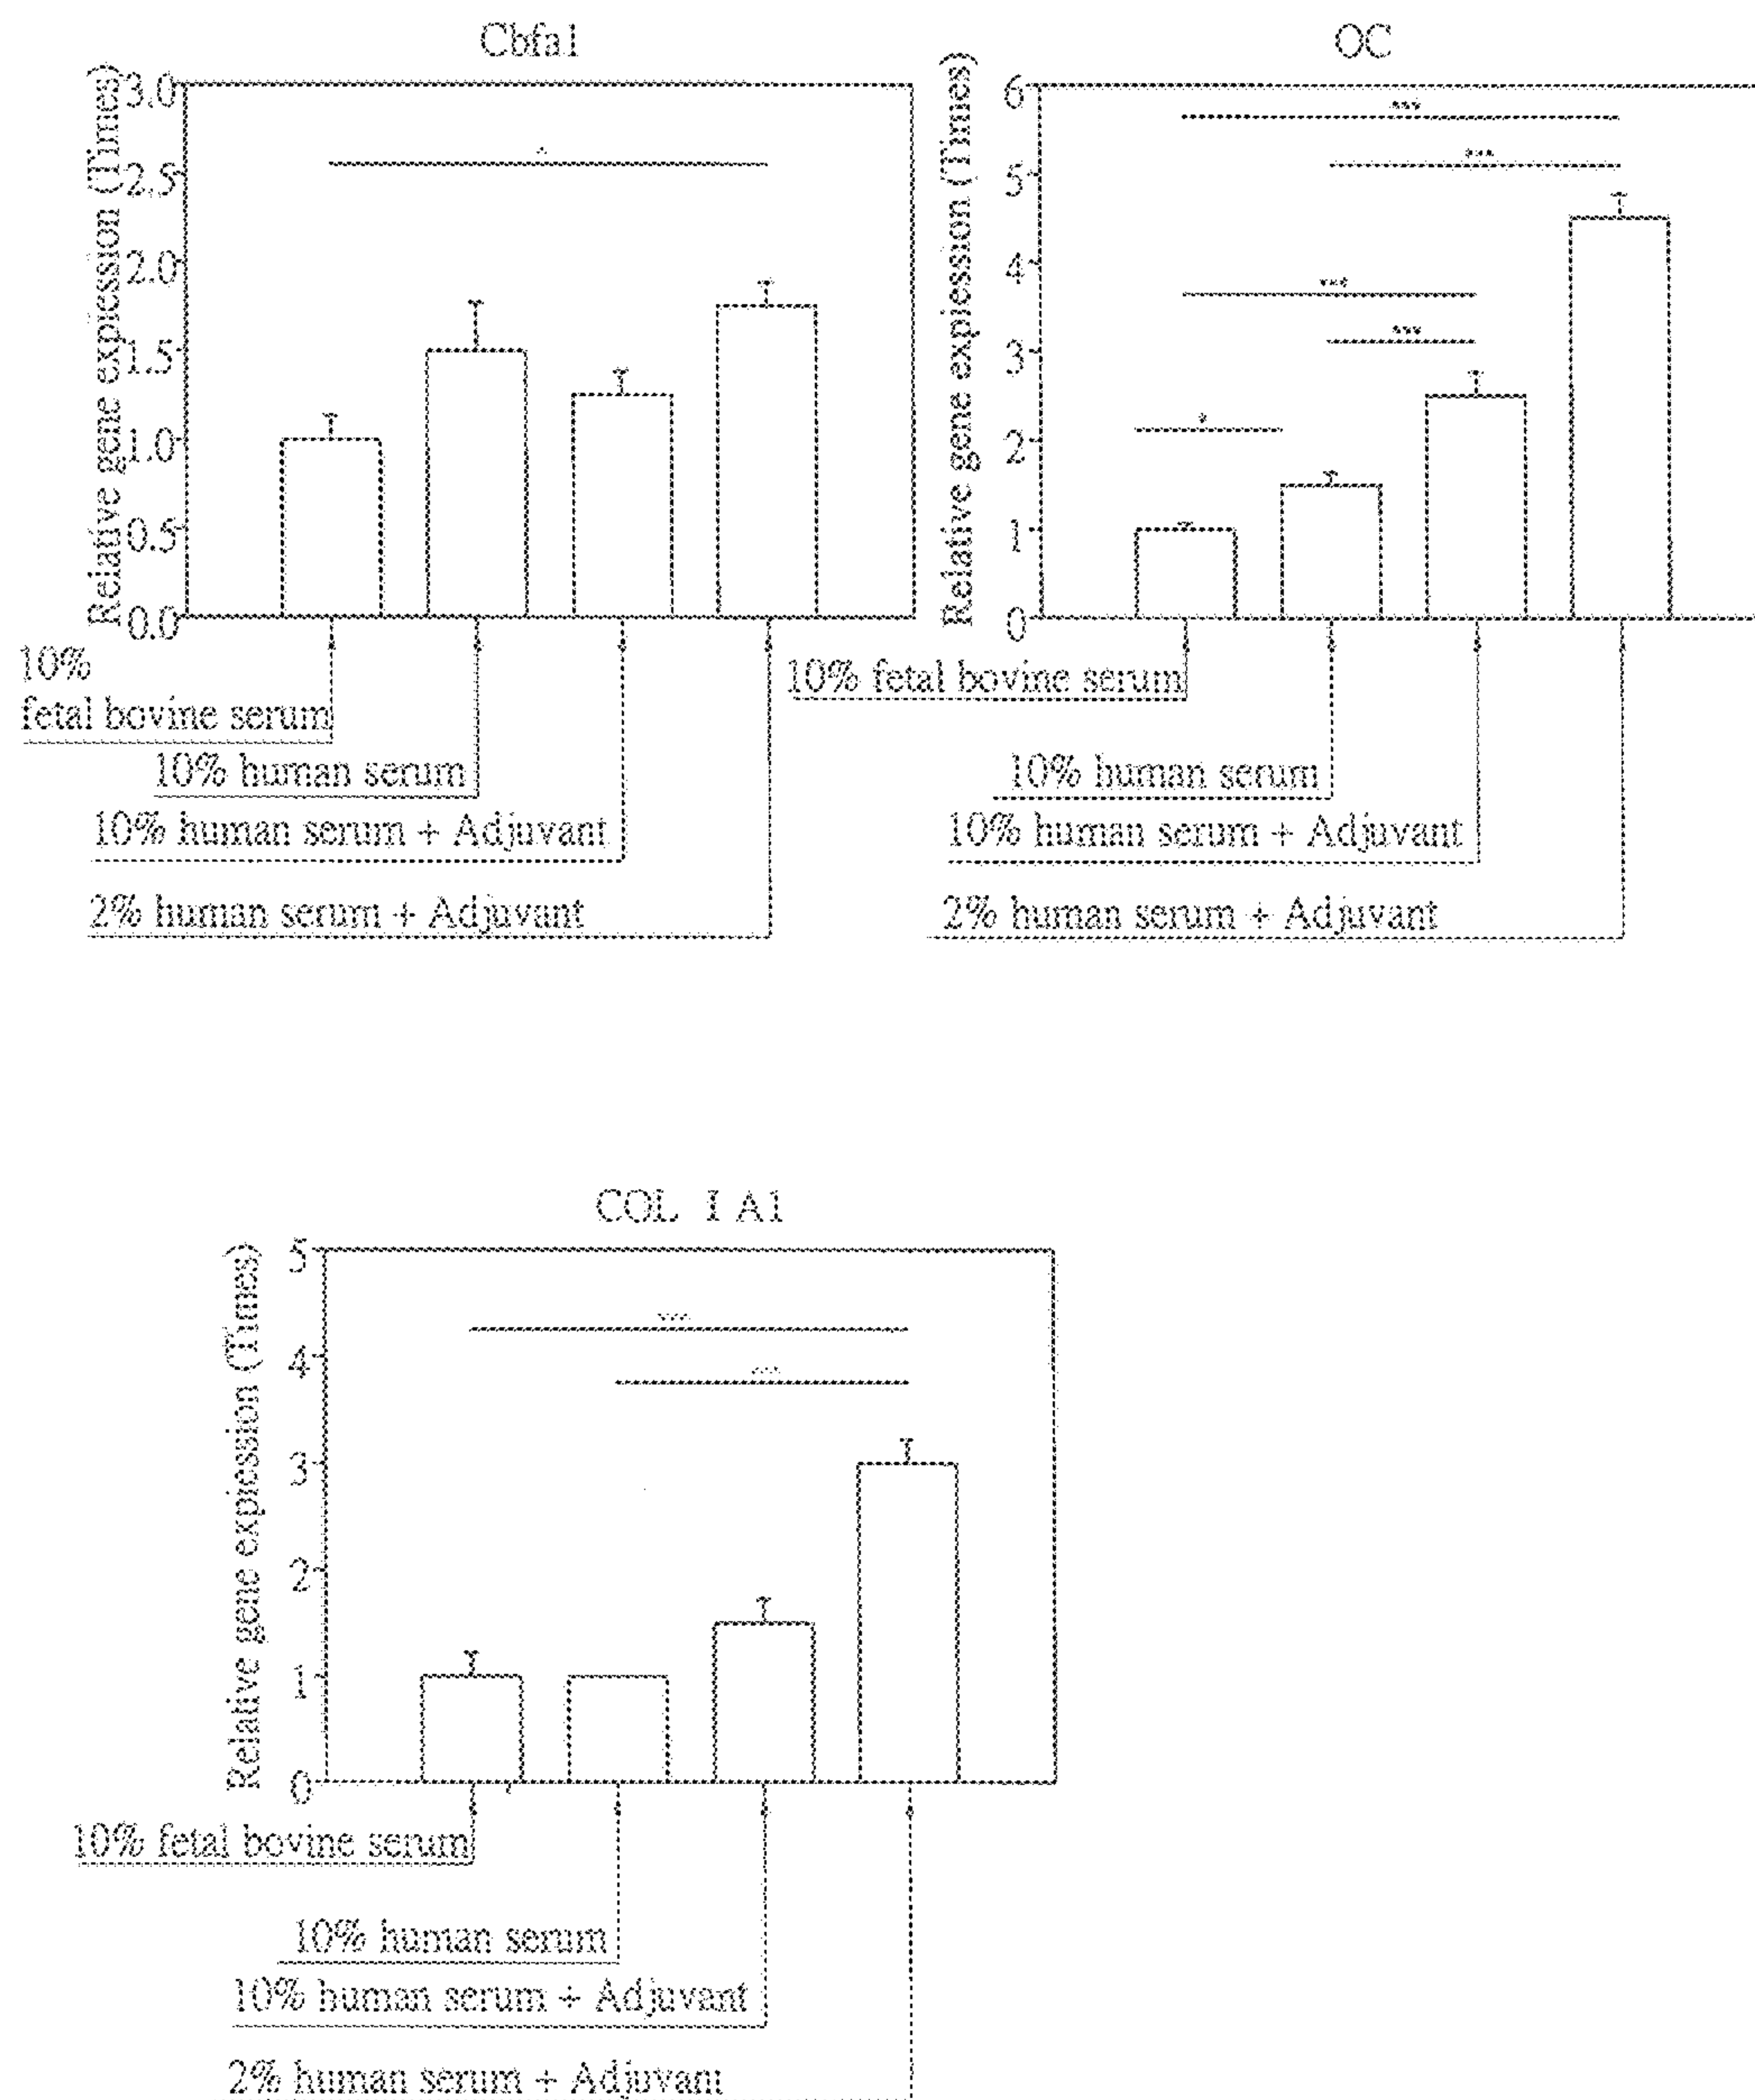 Cbfa1
Relative gene expiession (Times)
3.0
2.5
2.0
1.5
1.0
0.5
0.0
*
10%
fetal bovine serum
10% human serum
10% human serum + Adjuvant
2% human serum + Adjuvant
OC
Relative gene expiession (Times)
6
5
4
3
2
1
0
***
***
***
***
*
10% fetal bovine serum
10% human serum
10% human serum + Adjuvant
2% human serum + Adjuvant
COL I A1
Relative gene expiession (Times)
5
4
3
2
1
0
***
***
10% fetal bovine serum
10% human serum
10% human serum + Adjuvant
2% human serum + Adjuvant